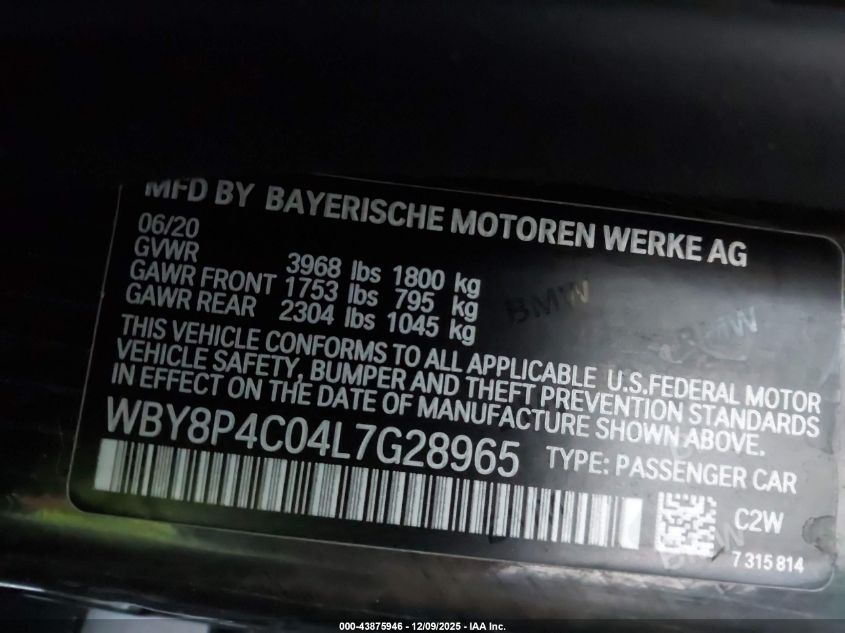 MFD BY BAYERISCHE MOTOREN WERKE AG
06/20
GVWR 3968 lbs 1800 kg
GAWR FRONT 1753 lbs 795 kg
GAWR REAR 2304 lbs 1045 kg
THIS VEHICLE CONFORMS TO ALL APPLICABLE U.S.FEDERAL MOTOR
VEHICLE SAFETY, BUMPER AND THEFT PREVENTION STANDARDS
IN EFFECT ON THE DATE OF MANUFACTURE SHOWN ABOVE.
WBY8P4C04L7G28965 TYPE: PASSENGER CAR
C2W
7 315 814
BMW
BMW
BMW
000-43875946 | 12/09/2025 - IAA Inc.